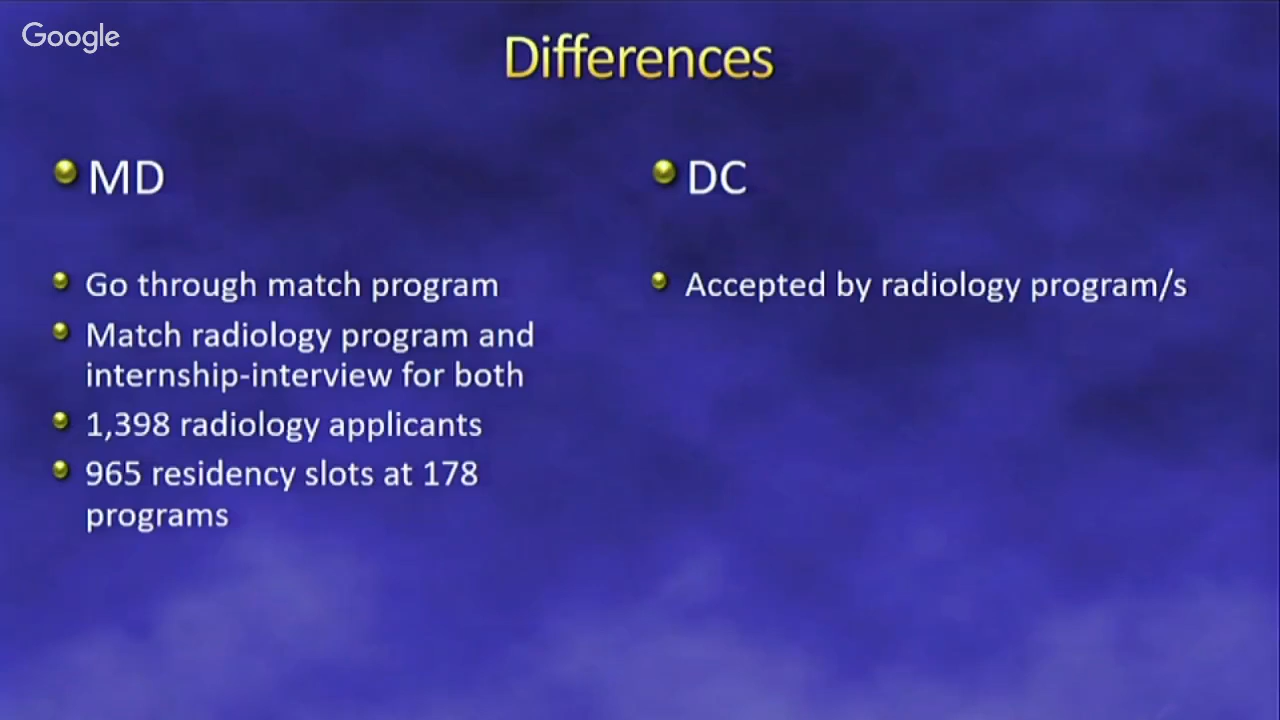 Google
Differences
MD
Go through match program
Match radiology program and
internship-interview for both
1,398 radiology applicants
965 residency slots at 178
programs
DC
Accepted by radiology program/s